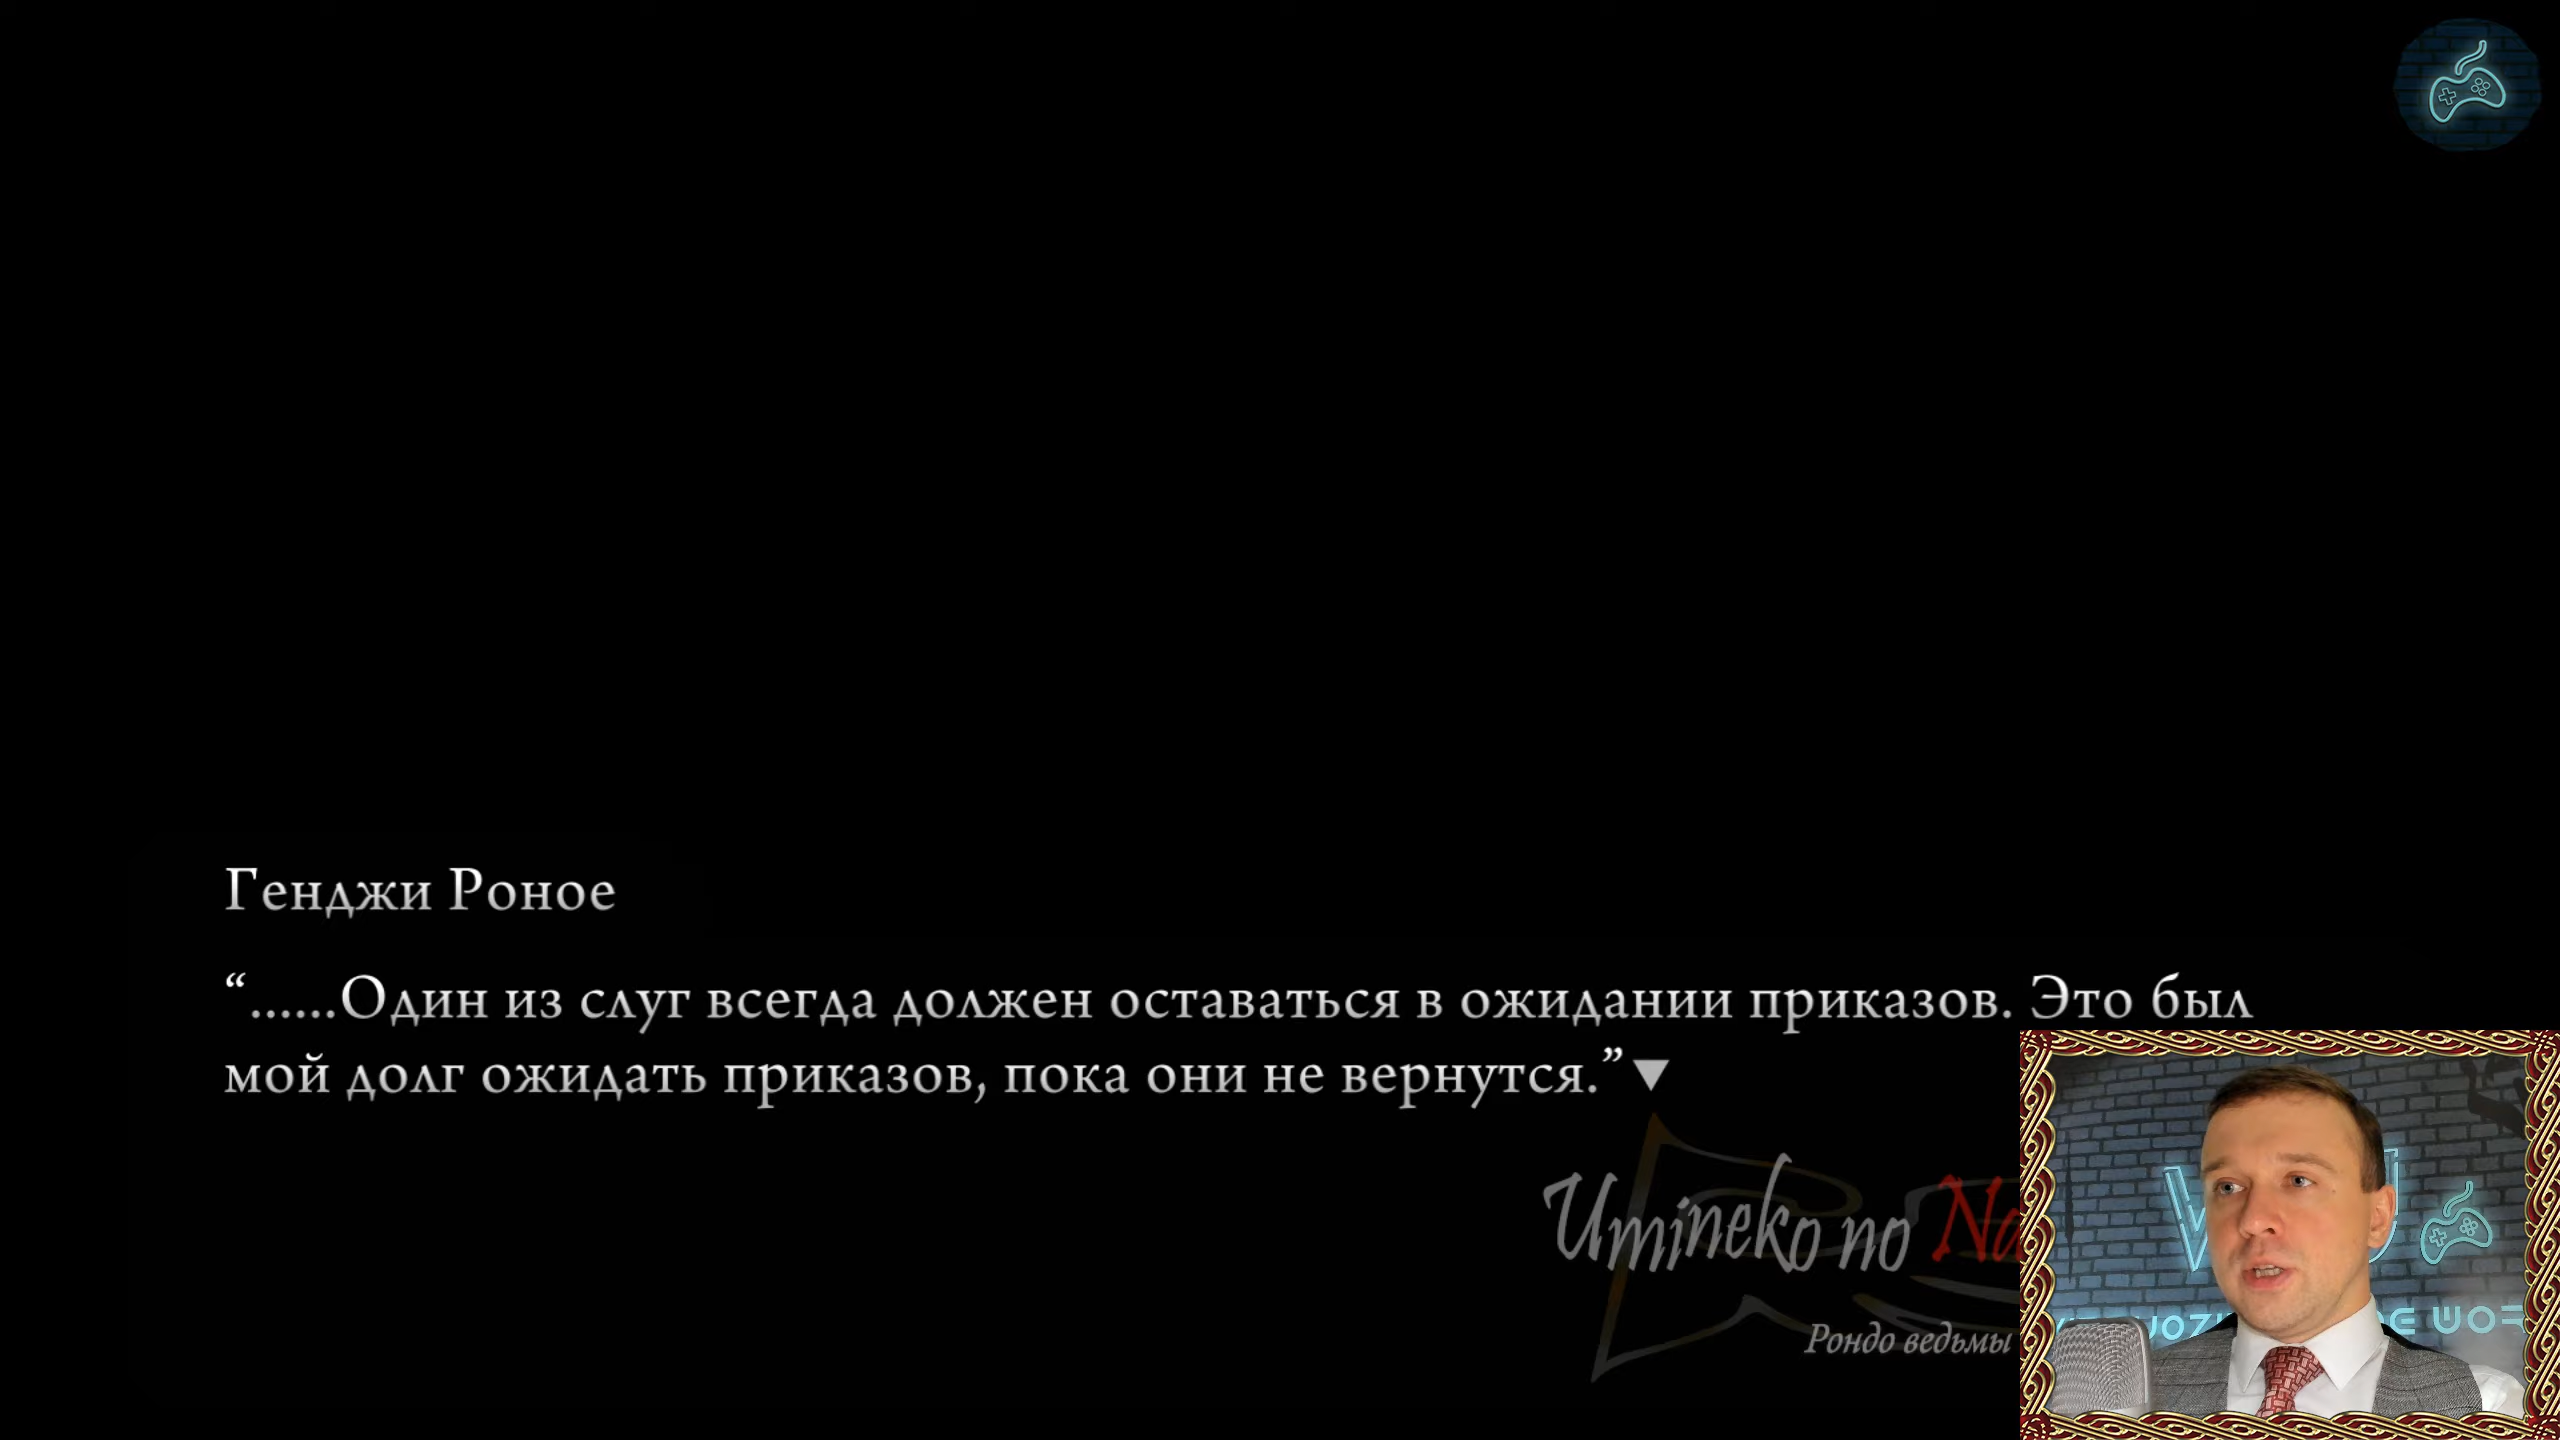 Генджи Роное
“......Один из слуг всегда должен оставаться в ожидании приказов. Это был
мой долг ожидать приказов, пока они не вернутся.”
Umineko no
Рондо ведьмы